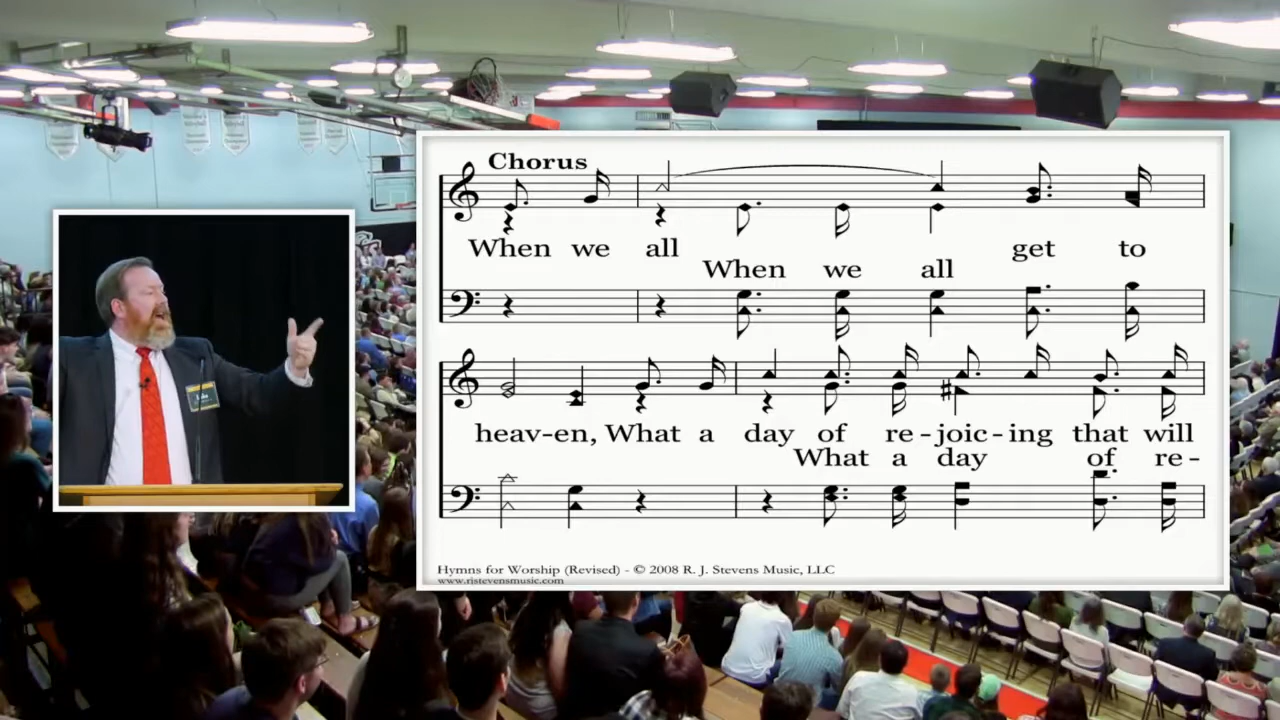 Chorus
When we all get to
When we all
heav-en, What a day of re-joic-ing that will
What a day of re-
Hymns for Worship (Revised) - © 2008 R. J. Stevens Music, LLC
www.rjstevensmusic.com